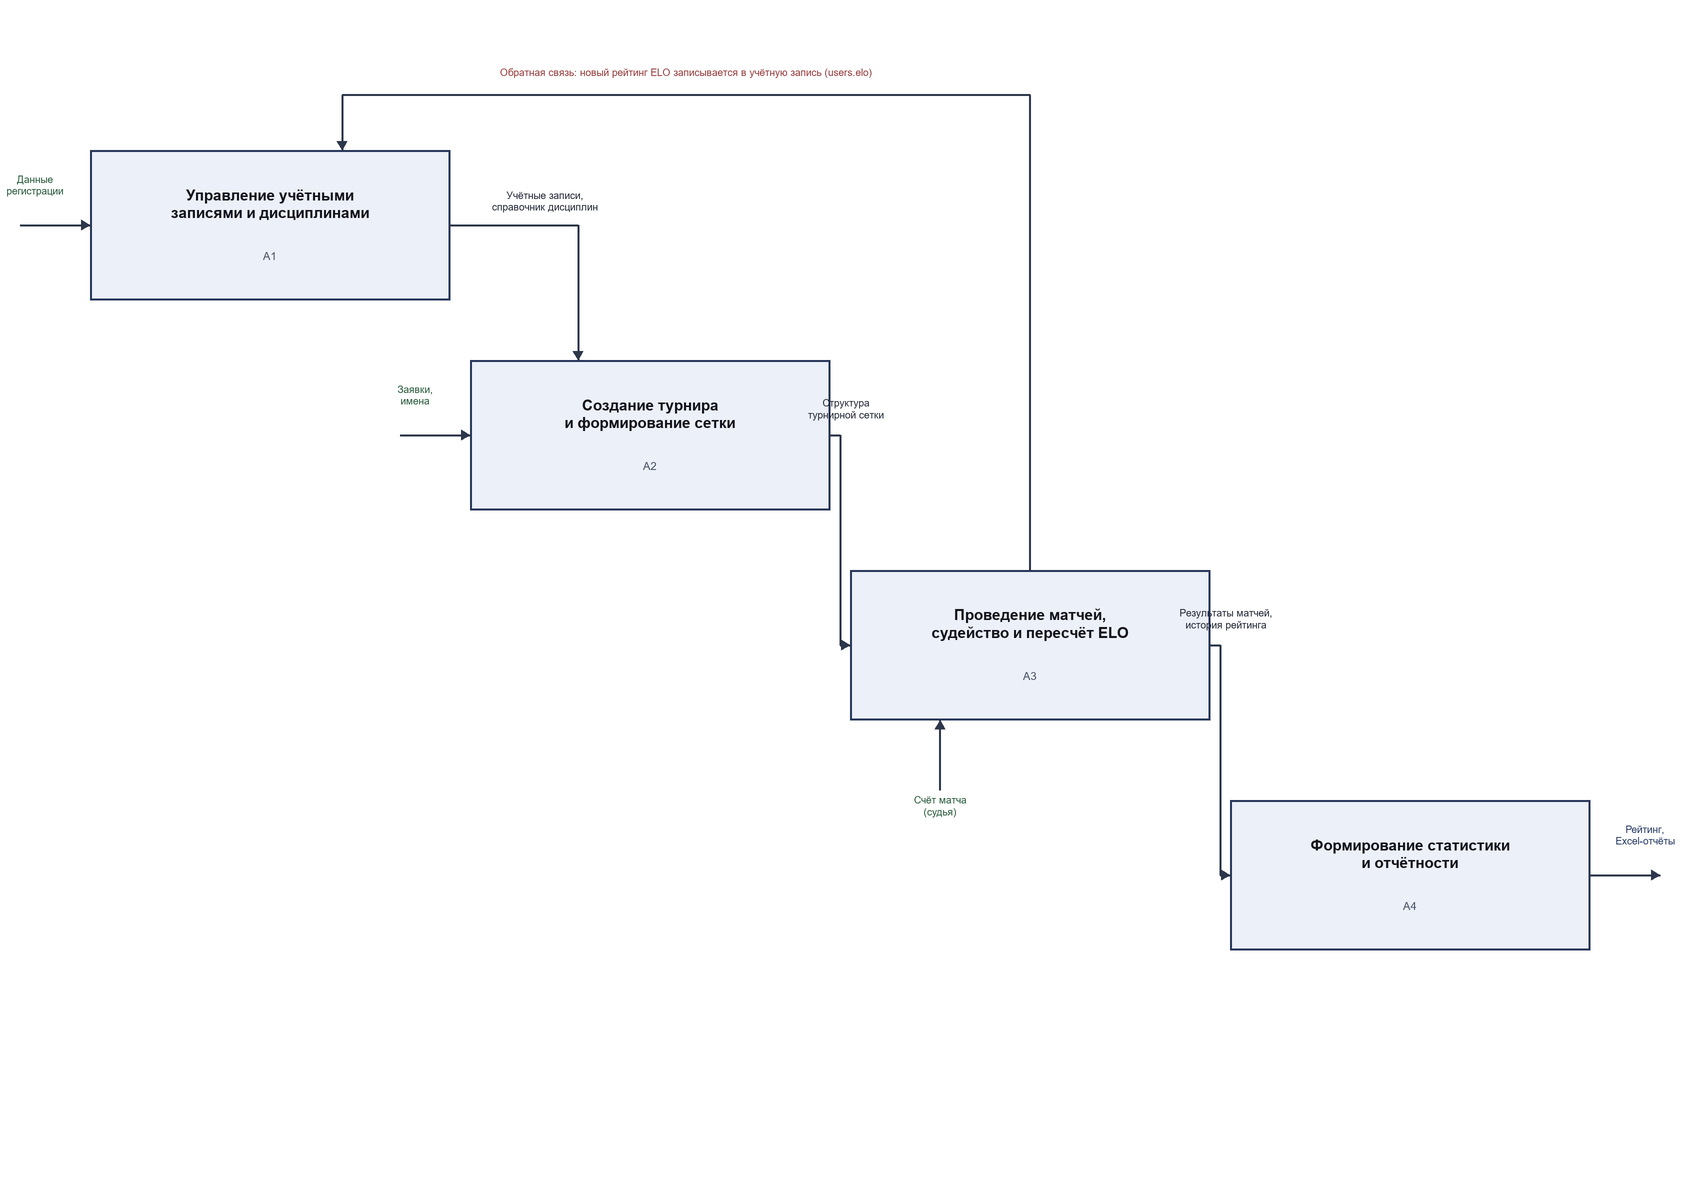 Обратная связь: новый рейтинг ELO записывается в учётную запись (users.elo)
Данные
регистрации
Управление учётными
записями и дисциплинами
A1
Учётные записи,
справочник дисциплин
Заявки,
имена
Создание турнира
и формирование сетки
A2
Структура
турнирной сетки
Проведение матчей,
судейство и пересчёт ELO
A3
Результаты матчей,
история рейтинга
Счёт матча
(судья)
Формирование статистики
и отчётности
A4
Рейтинг,
Excel-отчёты